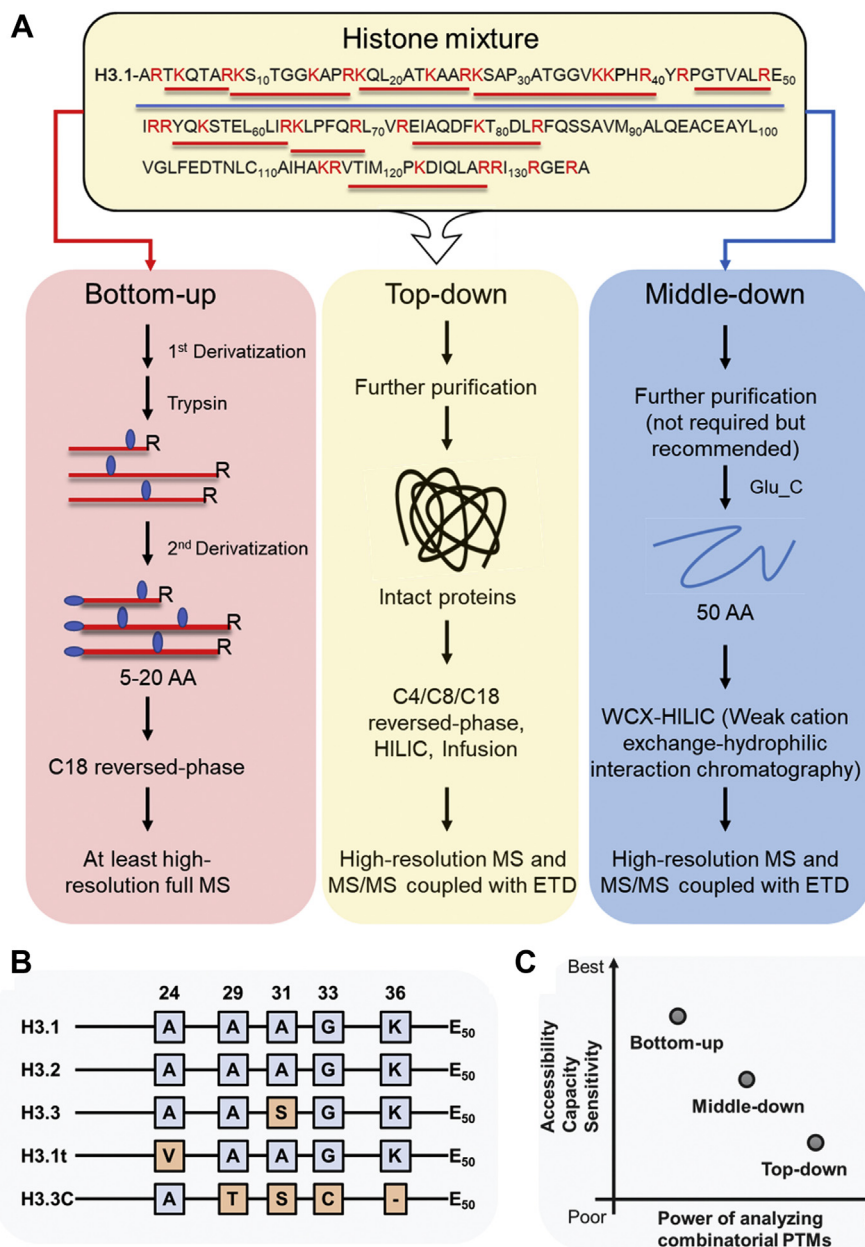 A
Histone mixture
H3.1-ARTKQTARKS10TGGKAPRKQL20ATKAARKSAP30ATGGVKKPHR40YRPGTVALRE50
IRRYQKSTEL60LIRKLPFQRL70VREIAQDFKT80DLRFQSSAVM90ALQEACEAYL100
VGLFEDTNLC110AIHAKRVTIM120PKDIQLARRI130RGERA
Bottom-up
1st Derivatization
Trypsin
R
R
R
2nd Derivatization
R
R
R
5-20 AA
C18 reversed-phase
At least high-
resolution full MS
Top-down
Further purification
Intact proteins
C4/C8/C18
reversed-phase,
HILIC, Infusion
High-resolution MS and
MS/MS coupled with ETD
Middle-down
Further purification
(not required but
recommended)
Glu_C
50 AA
WCX-HILIC (Weak cation
exchange-hydrophilic
interaction chromatography)
High-resolution MS and
MS/MS coupled with ETD
B
24 29 31 33 36
H3.1 A A A G K E50
H3.2 A A A G K E50
H3.3 A A S G K E50
H3.1t V A A G K E50
H3.3C A T S C - E50
C
Best
Accessibility
Capacity
Sensitivity
Poor
Bottom-up
Middle-down
Top-down
Power of analyzing
combinatorial PTMs